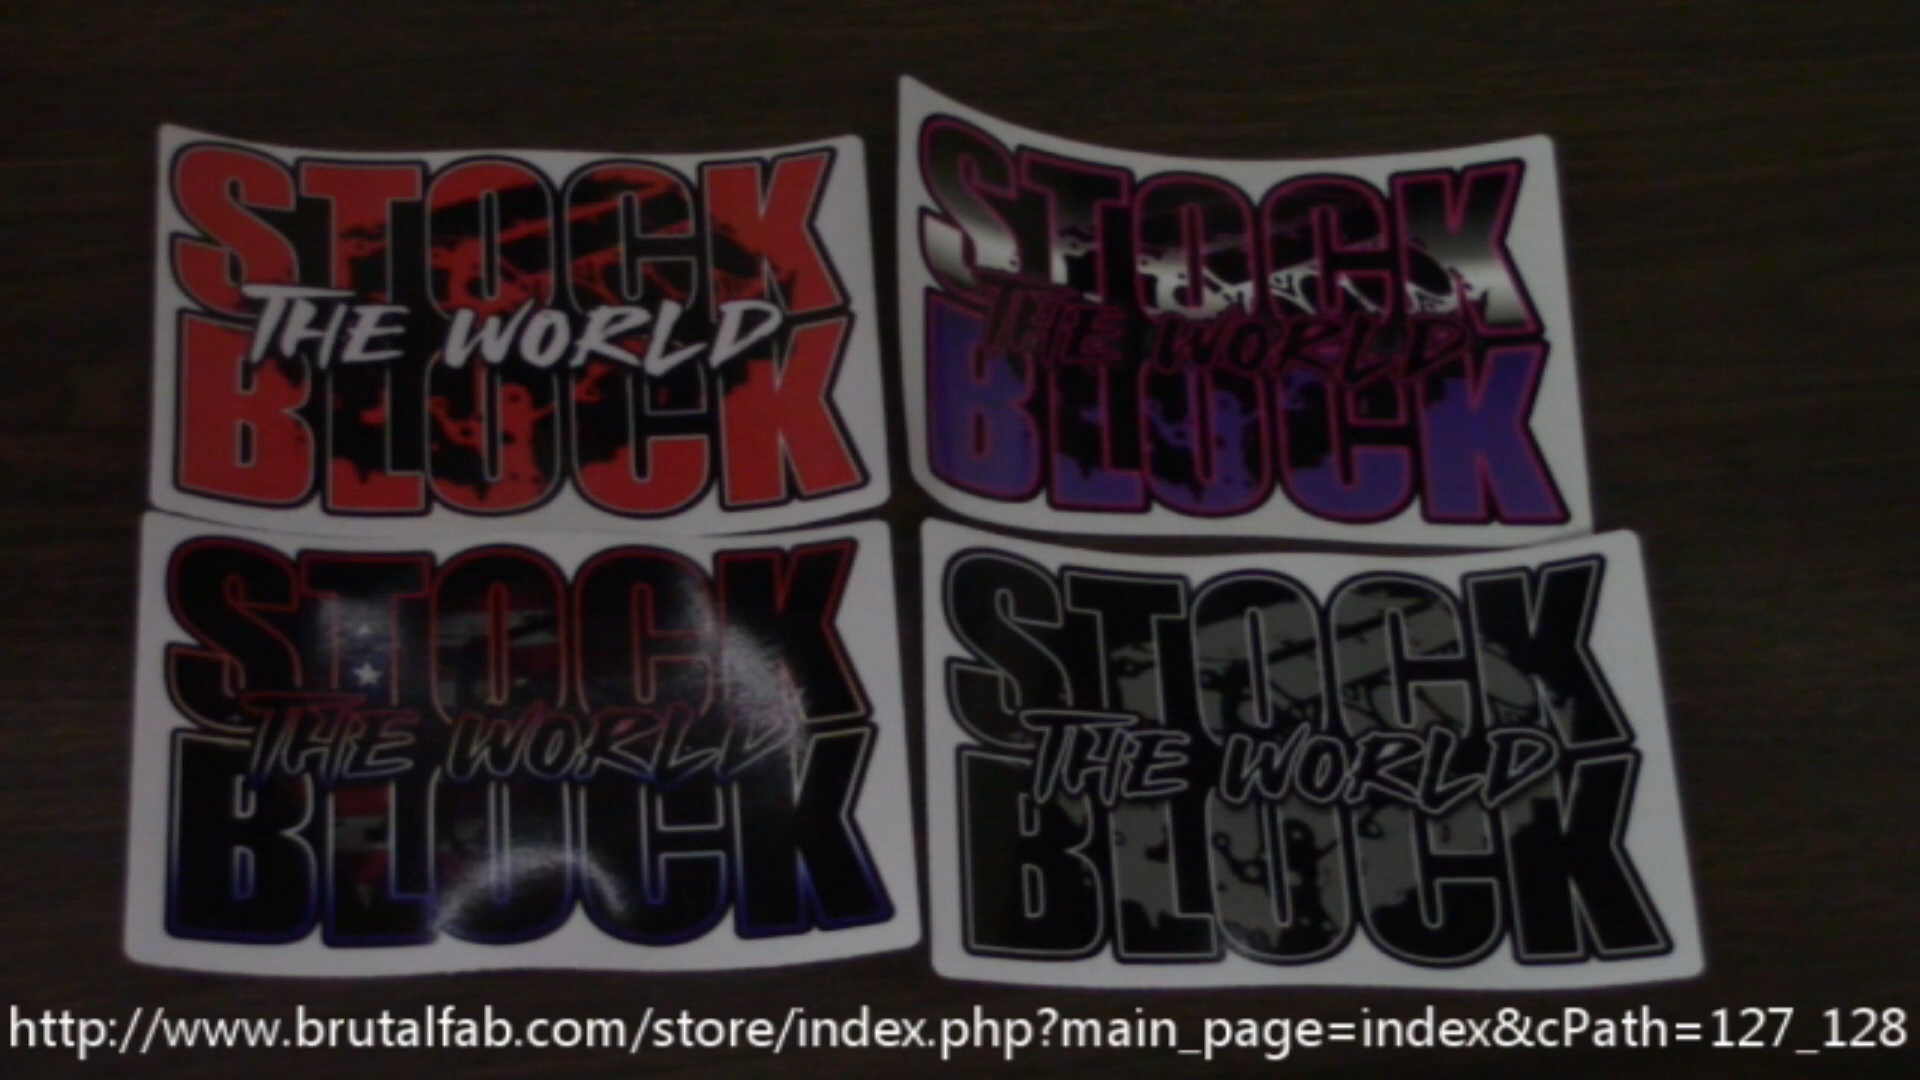 STOCK
THE WORLD
BLOCK
STOCK
THE WORLD
BLOCK
STOCK
THE WORLD
BLOCK
STOCK
THE WORLD
BLOCK
http://www.brutalfab.com/store/index.php?main_page=index&cPath=127_128